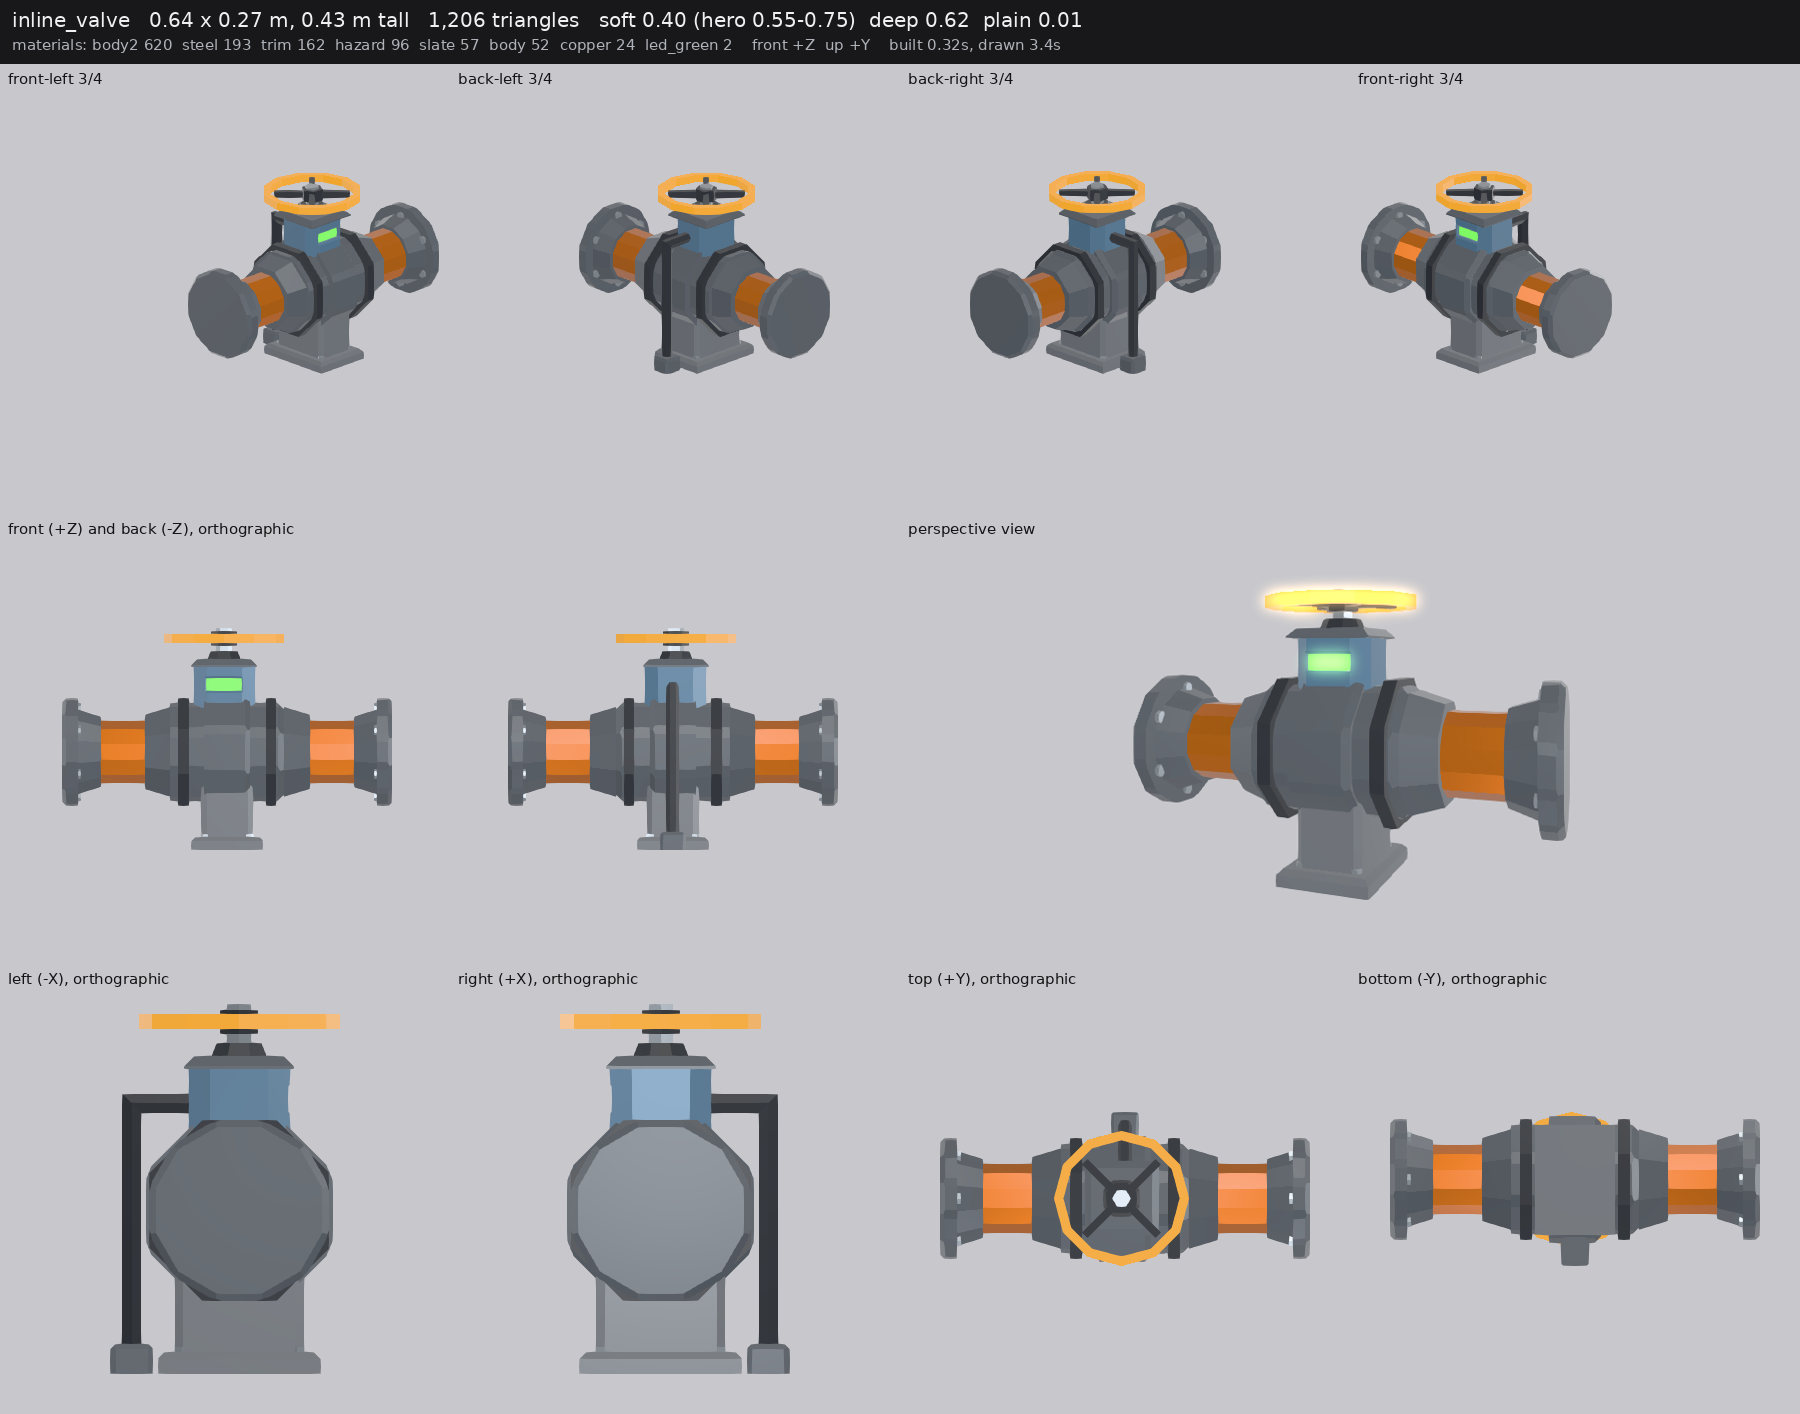 inline_valve 0.64 x 0.27 m, 0.43 m tall 1,206 triangles soft 0.40 (hero 0.55-0.75) deep 0.62 plain 0.01
materials: body2 620 steel 193 trim 162 hazard 96 slate 57 body 52 copper 24 led_green 2 front +Z up +Y built 0.32s, drawn 3.4s
front-left 3/4
back-left 3/4
back-right 3/4
front-right 3/4
front (+Z) and back (-Z), orthographic
perspective view
left (-X), orthographic
right (+X), orthographic
top (+Y), orthographic
bottom (-Y), orthographic